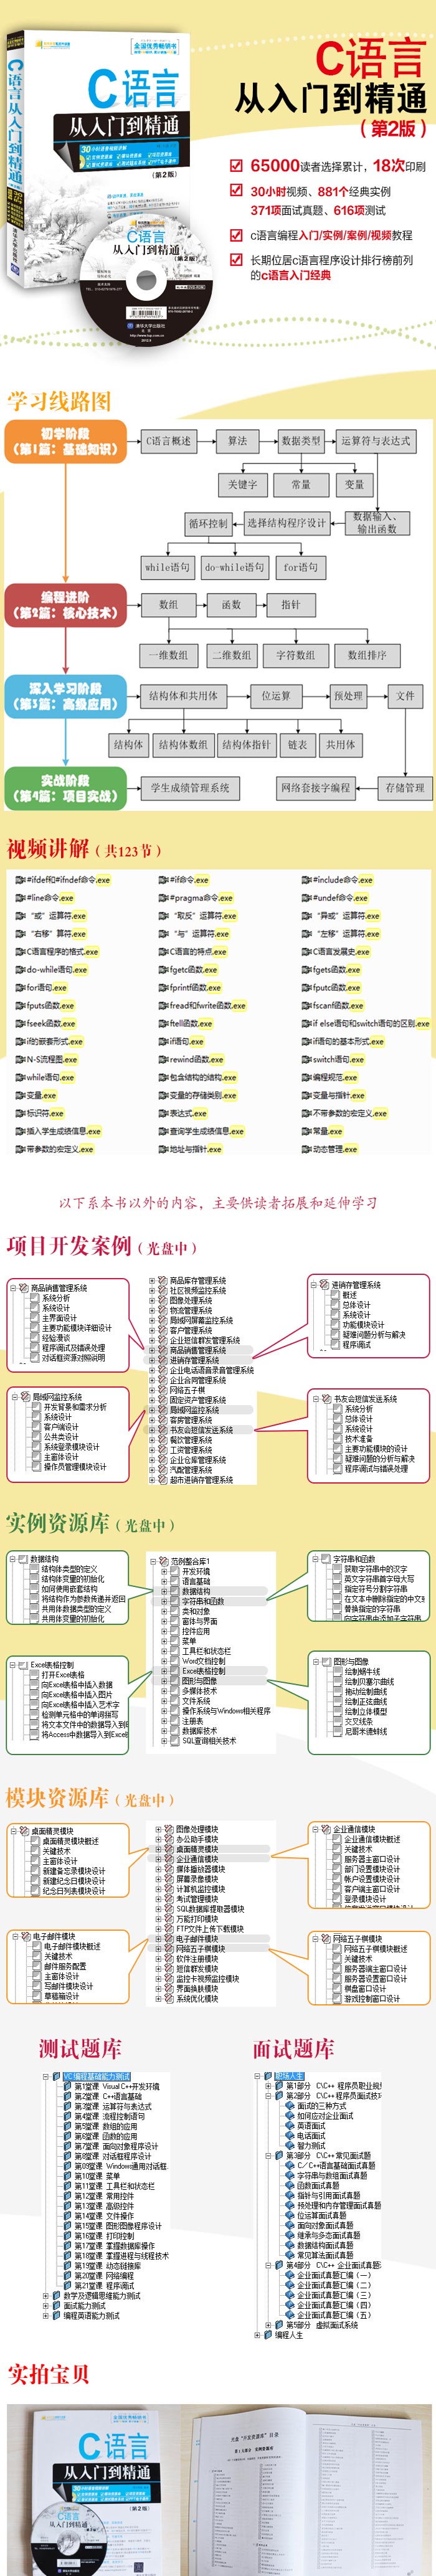 C语言
从入门到精通
（第2版）
65000读者选择累计，18次印刷
30小时视频、881个经典实例
371项面试真题、616项测试
c语言编程入门/实例/案例/视频教程
长期位居c语言程序设计排行榜前列
的c语言入门经典
全国优秀畅销书
C语言
从入门到精通
（第2版）
C语言从入门到精通
C语言
从入门到精通
（第2版）
清华大学出版社
学习线路图
初学阶段
（第1篇：基础知识）
C语言概述
算法
数据类型
运算符与表达式
关键字
常量
变量
循环控制
选择结构程序设计
数据输入、
输出函数
while语句
do-while语句
for语句
编程进阶
（第2篇：核心技术）
数组
函数
指针
一维数组
二维数组
字符数组
数组排序
深入学习阶段
（第3篇：高级应用）
结构体和共用体
位运算
预处理
文件
结构体
结构体数组
结构体指针
链表
共用体
实战阶段
（第4篇：项目实战）
学生成绩管理系统
网络套接字编程
存储管理
视频讲解（共123节）
#ifdef和#ifndef命令.exe
#if命令.exe
#include命令.exe
#line命令.exe
#pragma命令.exe
#undef命令.exe
“或”运算符.exe
“取反”运算符.exe
“异或”运算符.exe
“右移”算符.exe
“与”运算符.exe
“左移”运算符.exe
C语言程序的格式.exe
C语言的特点.exe
C语言发展史.exe
do-while语句.exe
fgetc函数.exe
fgets函数.exe
for语句.exe
fprintf函数.exe
fputc函数.exe
fputs函数.exe
fread和fwrite函数.exe
fscanf函数.exe
fseek函数.exe
ftell函数.exe
if else语句和switch语句的区别.exe
if的嵌套形式.exe
if语句.exe
if语句的基本形式.exe
N-S流程图.exe
rewind函数.exe
switch语句.exe
while语句.exe
包含结构的结构.exe
编程规范.exe
变量.exe
变量的存储类别.exe
变量与指针.exe
标识符.exe
表达式.exe
不带参数的宏定义.exe
插入学生成绩信息.exe
查询学生成绩信息.exe
常量.exe
带参数的宏定义.exe
地址与指针.exe
动态管理.exe
以下系本书以外的内容，主要供读者拓展和延伸学习
项目开发案例（光盘中）
商品销售管理系统
系统分析
系统设计
主界面设计
主要功能模块详细设计
经验漫谈
程序调试及错误处理
对话框资源对照说明
局域网监控系统
开发背景和需求分析
系统设计
客户端设计
公共类设计
系统登录模块设计
主窗体设计
操作员管理模块设计
商品库存管理系统
社区视频监控系统
图像处理系统
物流管理系统
局域网屏幕监控系统
客户管理系统
企业短信群发管理系统
商品销售管理系统
进销存管理系统
企业电话语音录音管理系统
企业合同管理系统
网络五子棋
固定资产管理系统
局域网监控系统
客房管理系统
书友会短信发送系统
餐饮管理系统
工资管理系统
企业仓库管理系统
汽配管理系统
超市进销存管理系统
进销存管理系统
概述
总体设计
系统设计
功能模块设计
疑难问题分析与解决
程序调试
书友会短信发送系统
系统分析
总体设计
系统设计
技术准备
主要功能模块的设计
疑难问题的分析与解决
程序调试与错误处理
实例资源库（光盘中）
数据结构
结构体类型的定义
结构体变量的初始化
如何使用嵌套结构
将结构作为参数传递并返回
共用体数据类型的定义
共用体变量的初始化
Excel表格控制
打开Excel表格
向Excel表格中插入数据
向Excel表格中插入图片
向Excel表格中插入艺术字
检测单元格中的单词拼写
将文本文件中的数据导入到E
将Access中数据导入到Excel
范例整合库1
开发环境
语言基础
数据结构
字符串和函数
类和对象
窗体与界面
控件应用
菜单
工具栏和状态栏
Word文档控制
Excel表格控制
图形与图像
多媒体技术
文件系统
操作系统与Windows相关程序
注册表
数据库技术
SQL查询相关技术
字符串和函数
获取字符串中的汉字
英文字符串首字母大写
指定符号分割字符串
在文本中删除指定的中文
替换指定的字符串
向字符串中添加子字符串
图形与图像
绘制蜗牛线
绘制贝塞尔曲线
拖动绘制曲线
绘制正弦曲线
绘制立体模型
交叉线条
尼哥米德蚌线
模块资源库（光盘中）
桌面精灵模块
桌面精灵模块概述
关键技术
主窗体设计
新建备忘录模块设计
新建纪念日模块设计
纪念日列表模块设计
电子邮件模块
电子邮件模块概述
关键技术
邮件服务配置
主窗体设计
写邮件模块设计
草稿箱设计
图像处理模块
办公助手模块
桌面精灵模块
企业通信模块
媒体播放器模块
屏幕录像模块
计算机监控模块
考试管理模块
SQL数据库提取器模块
万能打印模块
FTP文件上传下载模块
电子邮件模块
网络五子棋模块
软件注册模块
短信群发模块
监控卡视频监控模块
界面换肤模块
系统优化模块
企业通信模块
企业通信模块概述
关键技术
服务器主窗口设计
部门设置模块设计
帐户设置模块设计
客户端主窗口设计
登录模块设计
网络五子棋模块
网络五子棋模块概述
关键技术
服务器端主窗口设计
服务器设置窗口设计
棋盘窗口设计
游戏控制窗口设计
测试题库
VC编程基础能力测试
第1堂课 Visual C++开发环境
第2堂课 C++语言基础
第3堂课 运算符与表达式
第4堂课 流程控制语句
第5堂课 数组的应用
第6堂课 函数的应用
第7堂课 面向对象程序设计
第8堂课 对话框程序设计
第09堂课 Windows通用对话框
第10堂课 菜单
第11堂课 工具栏和状态栏
第12堂课 常用控件
第13堂课 高级控件
第14堂课 文件操作
第15堂课 图形图像程序设计
第16堂课 打印控制
第17堂课 掌握数据库操作
第18堂课 掌握进程与线程技术
第19堂课 动态链接库
第20堂课 网络编程
第21堂课 程序调试
数学及逻辑思维能力测试
面试能力测试
编程英语能力测试
面试题库
职场人生
第1部分 C\C++ 程序员职业规划
第2部分 C\C++程序员面试技巧
面试的三种方式
如何应对企业面试
英语面试
电话面试
智力测试
第3部分 C\C++常见面试题
C／C++语言基础面试真题
字符串与数组面试真题
函数面试真题
指针与引用面试真题
预处理和内存管理面试真题
位运算面试真题
面向对象面试真题
继承与多态面试真题
数据结构面试真题
常见算法面试真题
第4部分 C\C++ 企业面试真题
企业面试真题汇编（一）
企业面试真题汇编（二）
企业面试真题汇编（三）
企业面试真题汇编（四）
企业面试真题汇编（五）
第5部分 虚拟面试系统
编程人生
实拍宝贝
C语言
从入门到精通
（第2版）
光盘“开发资源库”目录